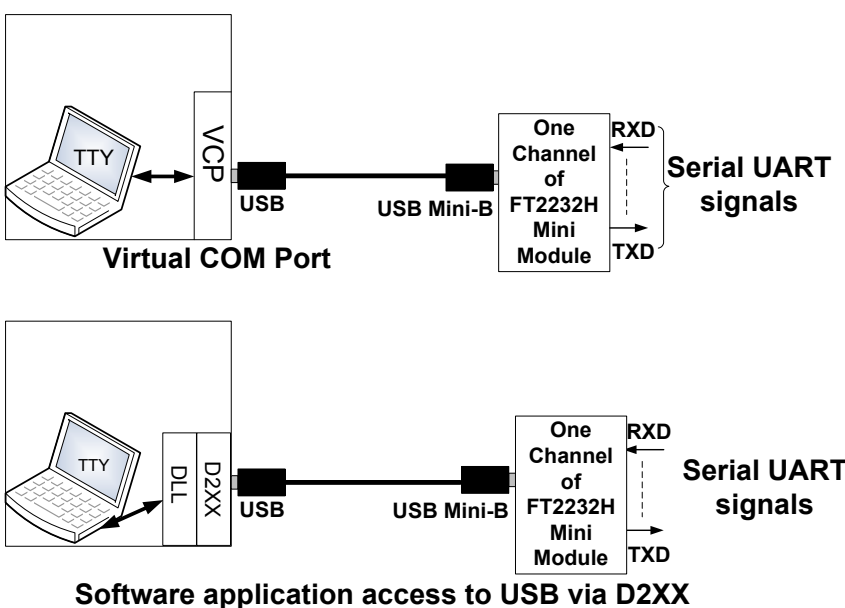 TTY
VCP
USB
USB Mini-B
One
Channel
of
FT2232H
Mini
Module
RXD
TXD
Serial UART
signals
Virtual COM Port
TTY
DLL
D2XX
USB
USB Mini-B
One
Channel
of
FT2232H
Mini
Module
RXD
TXD
Serial UART
signals
Software application access to USB via D2XX